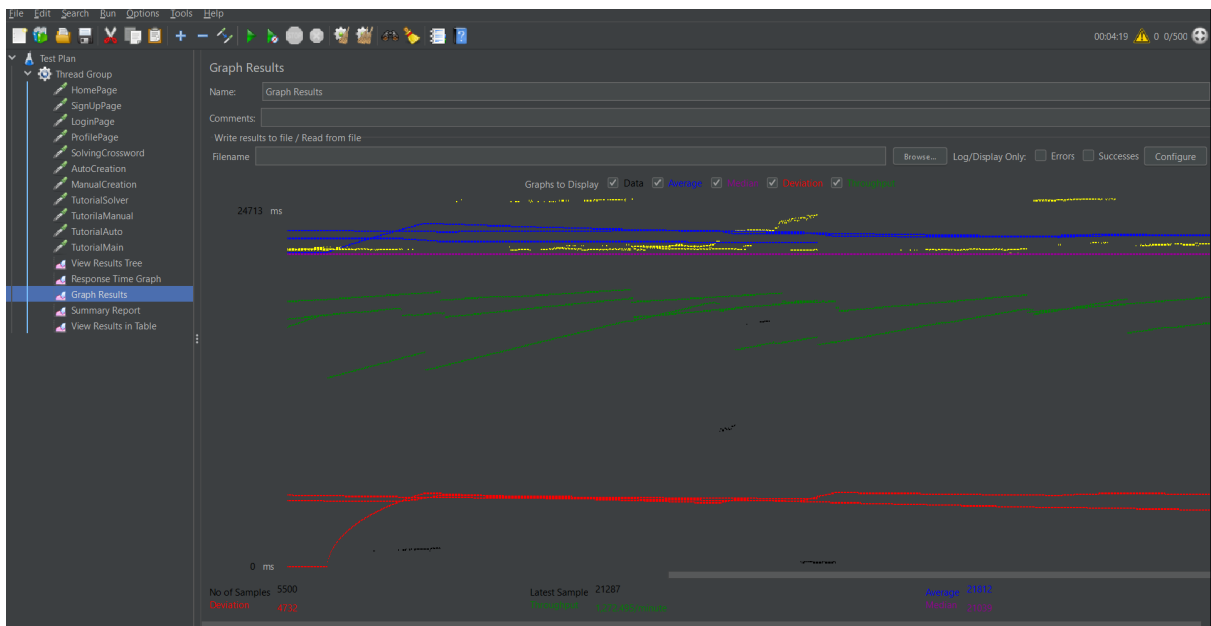 File Edit Search Run Options Tools Help
00:04:19 0 0/500
Test Plan
Thread Group
HomePage
SignUpPage
LoginPage
ProfilePage
SolvingCrossword
AutoCreation
ManualCreation
TutorialSolver
TutorilaManual
TutorialAuto
TutorialMain
View Results Tree
Response Time Graph
Graph Results
Summary Report
View Results in Table
Graph Results
Name: Graph Results
Comments:
Write results to file / Read from file
Filename Browse... Log/Display Only: Errors Successes Configure
Graphs to Display Data Average Deviation Throughput
24713 ms
0 ms
No of Samples 5500 Latest Sample 21287 Average 21812
Deviation 4732 Throughput